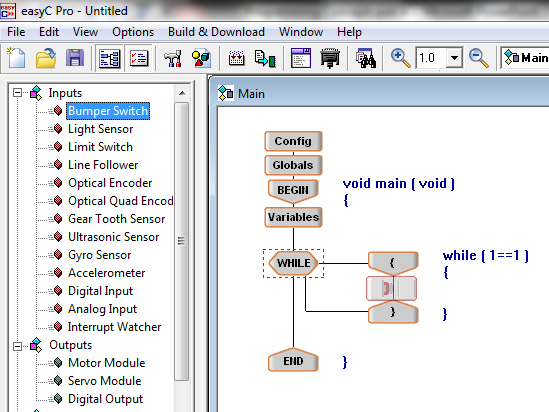 easyC Pro - Untitled
File Edit View Options Build & Download Window Help
1.0 Main
Inputs
Bumper Switch
Light Sensor
Limit Switch
Line Follower
Optical Encoder
Optical Quad Encod
Gear Tooth Sensor
Ultrasonic Sensor
Gyro Sensor
Accelerometer
Digital Input
Analog Input
Interrupt Watcher
Outputs
Motor Module
Servo Module
Digital Output
Main
Config
Globals
BEGIN void main ( void )
{
Variables
WHILE { while ( 1==1 )
{
} }
END }